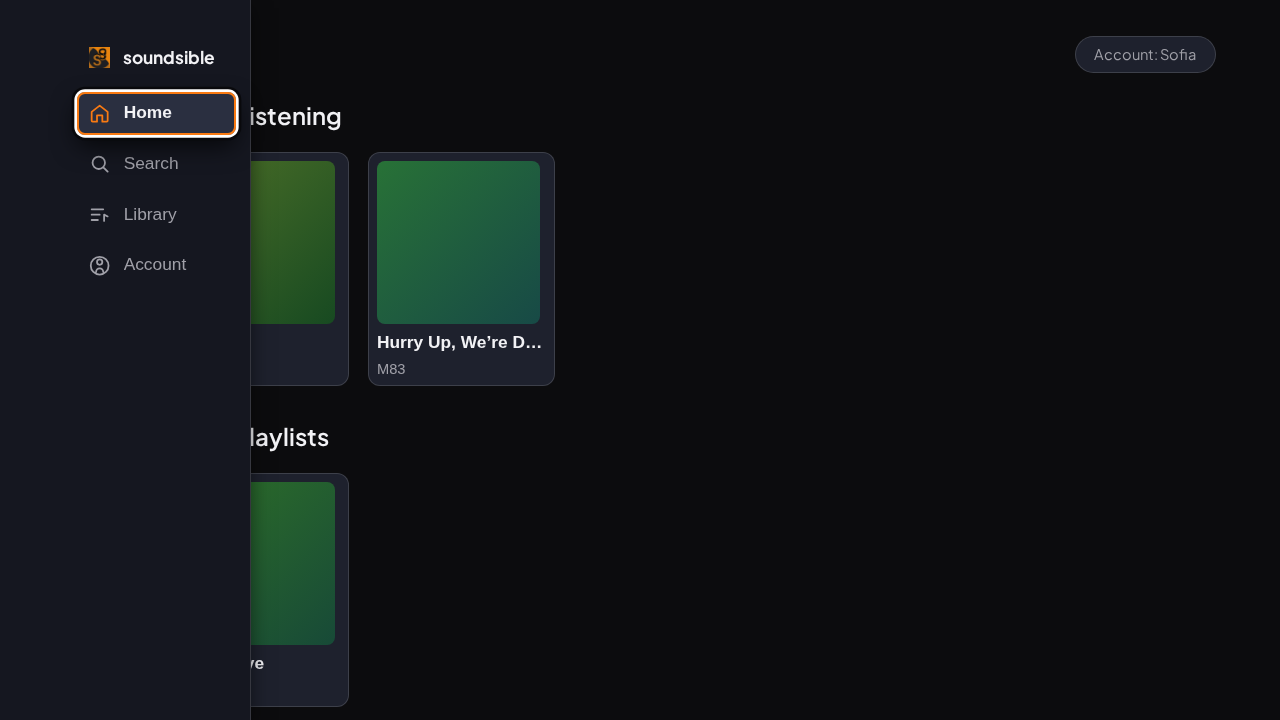 soundsible
Account: Sofia
Home
istening
Search
Library
Account
Hurry Up, We’re D…
M83
laylists
ve